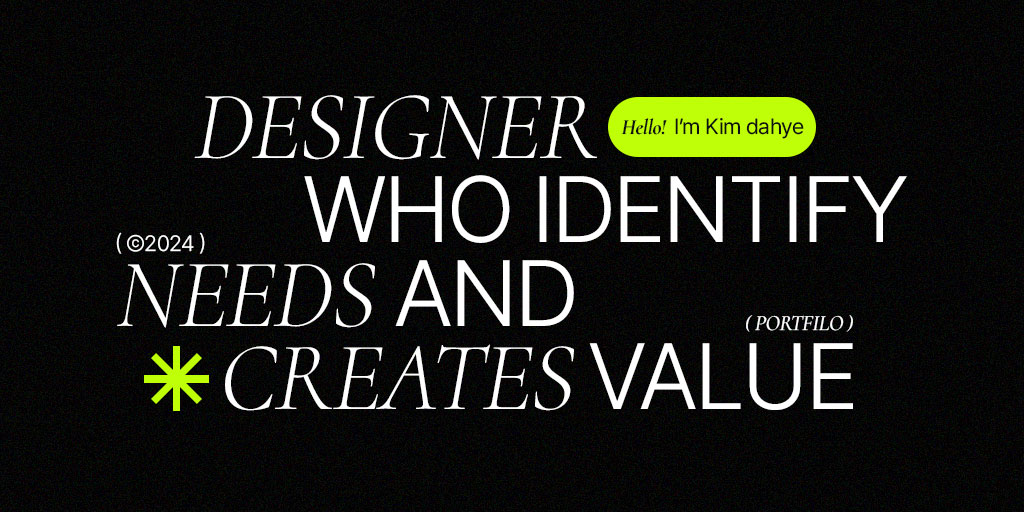 DESIGNER
Hello! I'm Kim dahye
WHO IDENTIFY
( ©2024 )
NEEDS AND
( PORTFILO )
CREATES VALUE